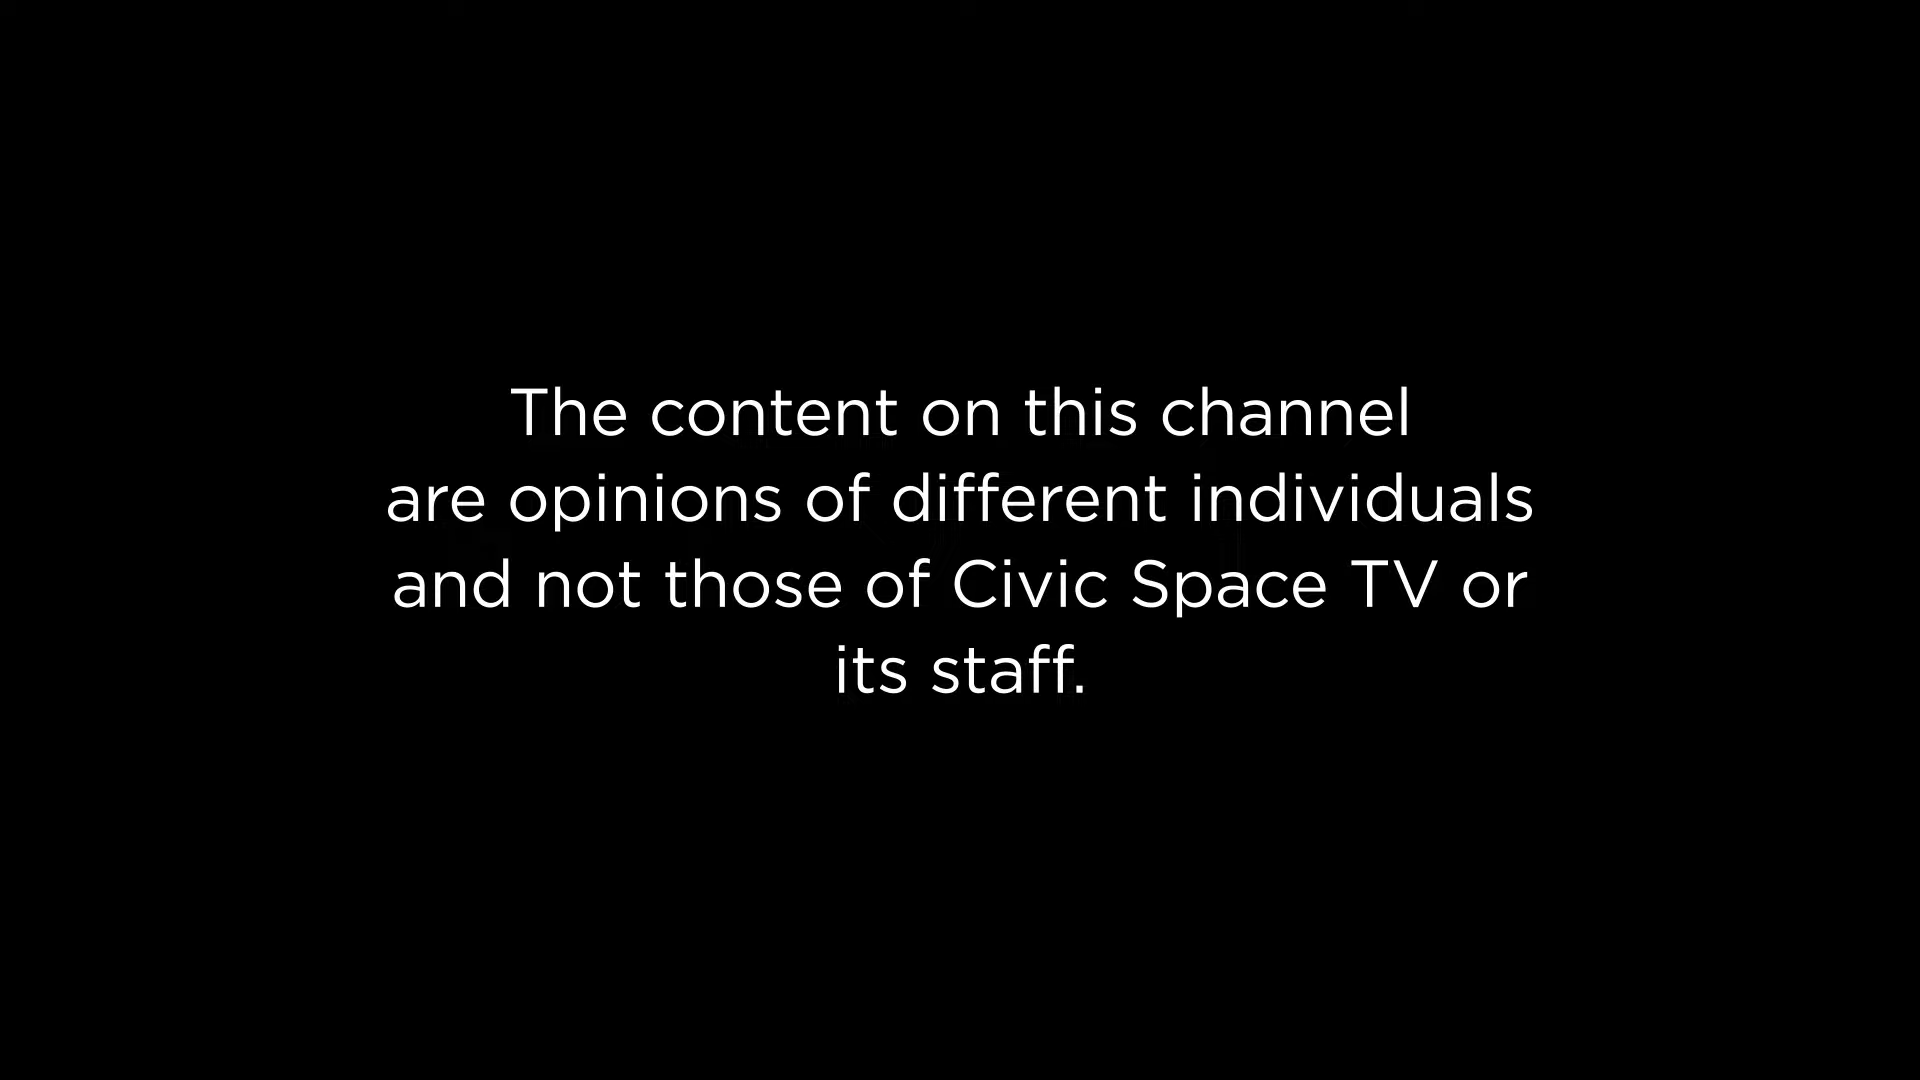 The content on this channel
are opinions of different individuals
and not those of Civic Space TV or
its staff.